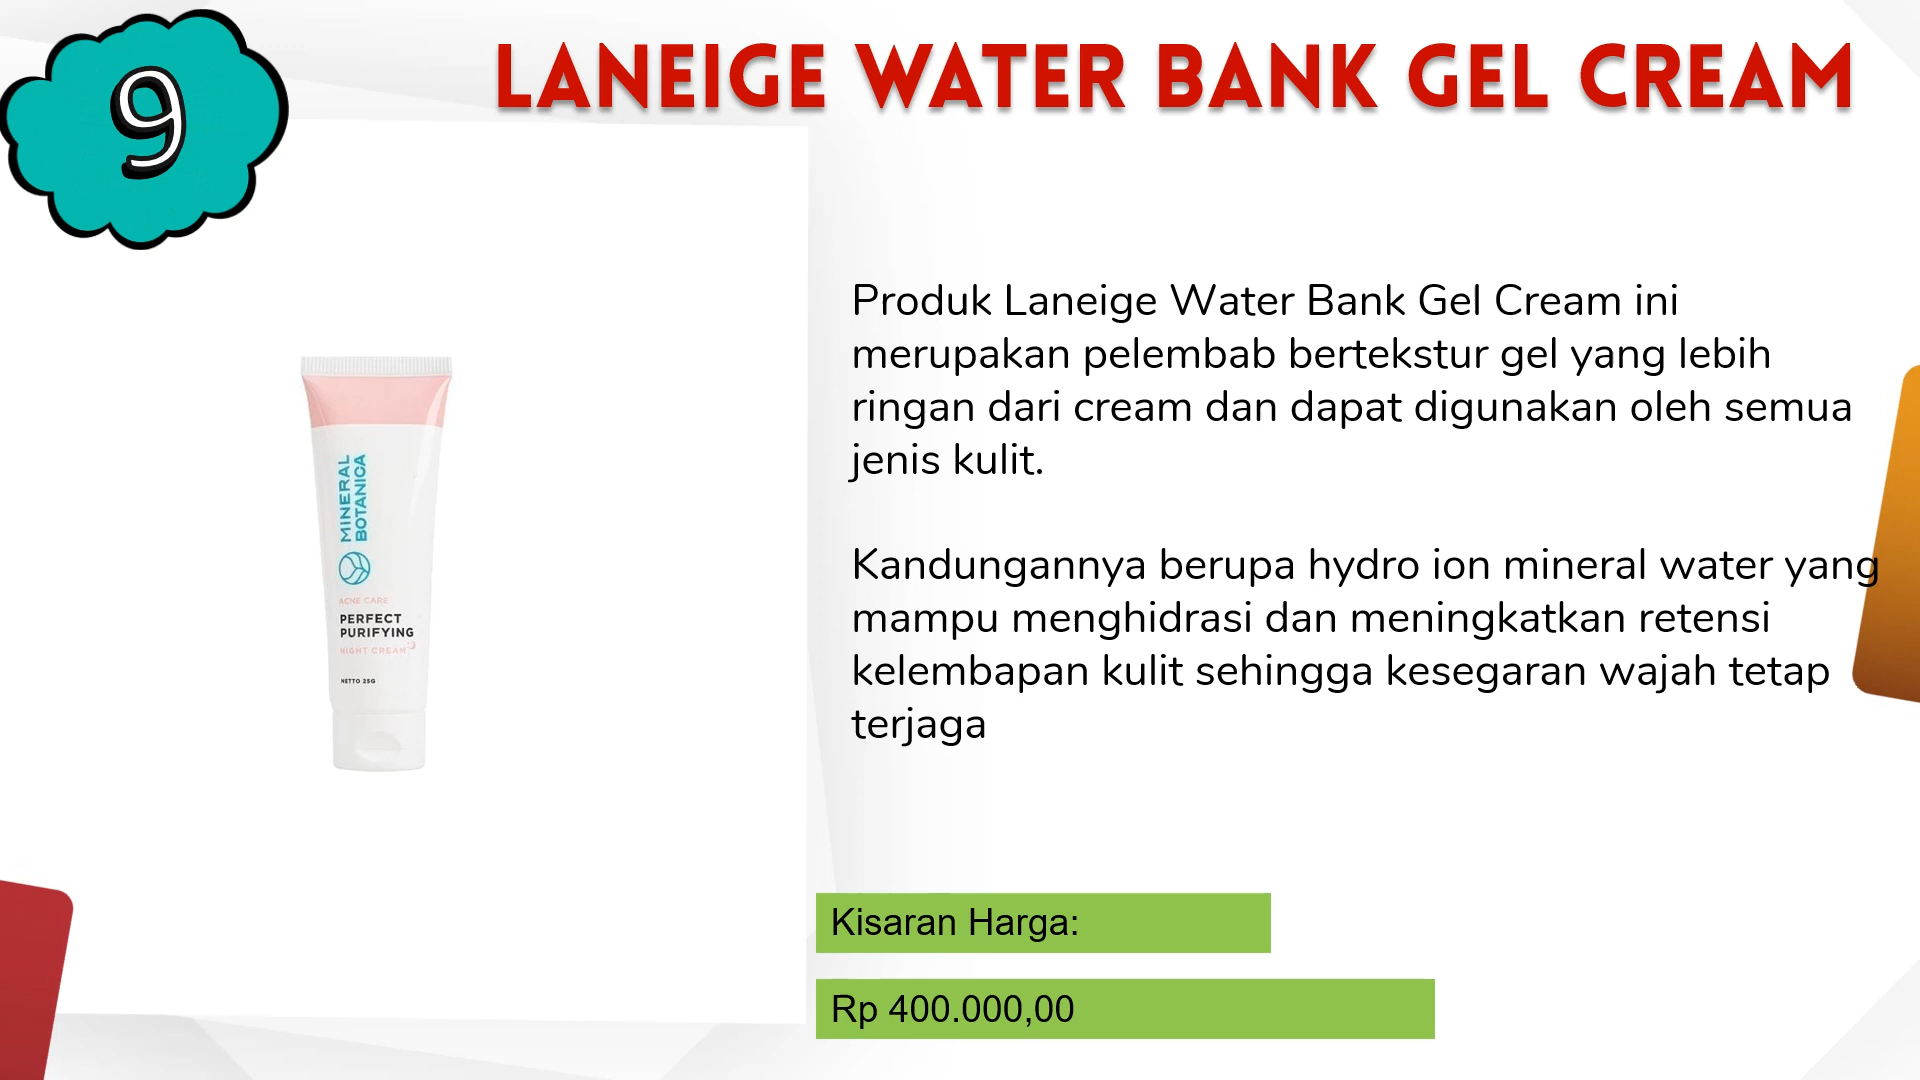 9
LANEIGE WATER BANK GEL CREAM
MINERAL
BOTANICA
ACNE CARE
PERFECT
PURIFYING
NIGHT CREAM
NETTO 25G
Produk Laneige Water Bank Gel Cream ini
merupakan pelembab bertekstur gel yang lebih
ringan dari cream dan dapat digunakan oleh semua
jenis kulit.
Kandungannya berupa hydro ion mineral water yang
mampu menghidrasi dan meningkatkan retensi
kelembapan kulit sehingga kesegaran wajah tetap
terjaga
Kisaran Harga:
Rp 400.000,00